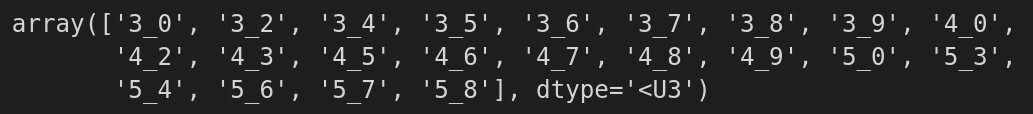 array(['3_0', '3_2', '3_4', '3_5', '3_6', '3_7', '3_8', '3_9', '4_0',
'4_2', '4_3', '4_5', '4_6', '4_7', '4_8', '4_9', '5_0', '5_3',
'5_4', '5_6', '5_7', '5_8'], dtype='<U3')